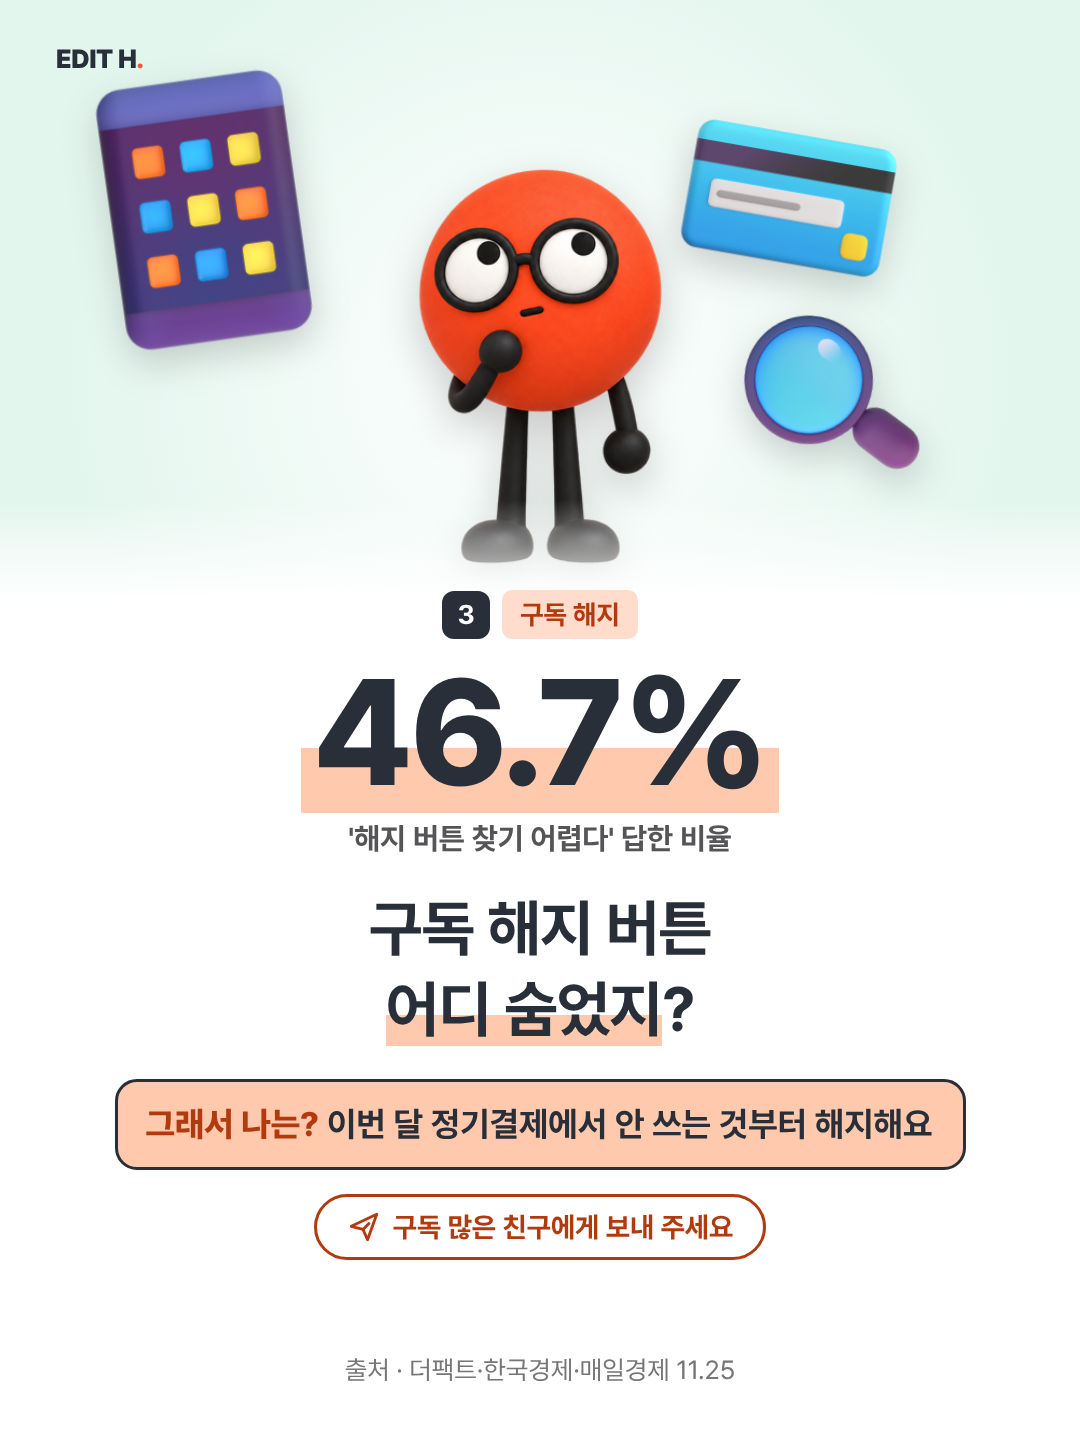 EDIT H.
3 구독 해지
46.7%
'해지 버튼 찾기 어렵다' 답한 비율
구독 해지 버튼
어디 숨었지?
그래서 나는? 이번 달 정기결제에서 안 쓰는 것부터 해지해요
구독 많은 친구에게 보내 주세요
출처 · 더팩트·한국경제·매일경제 11.25